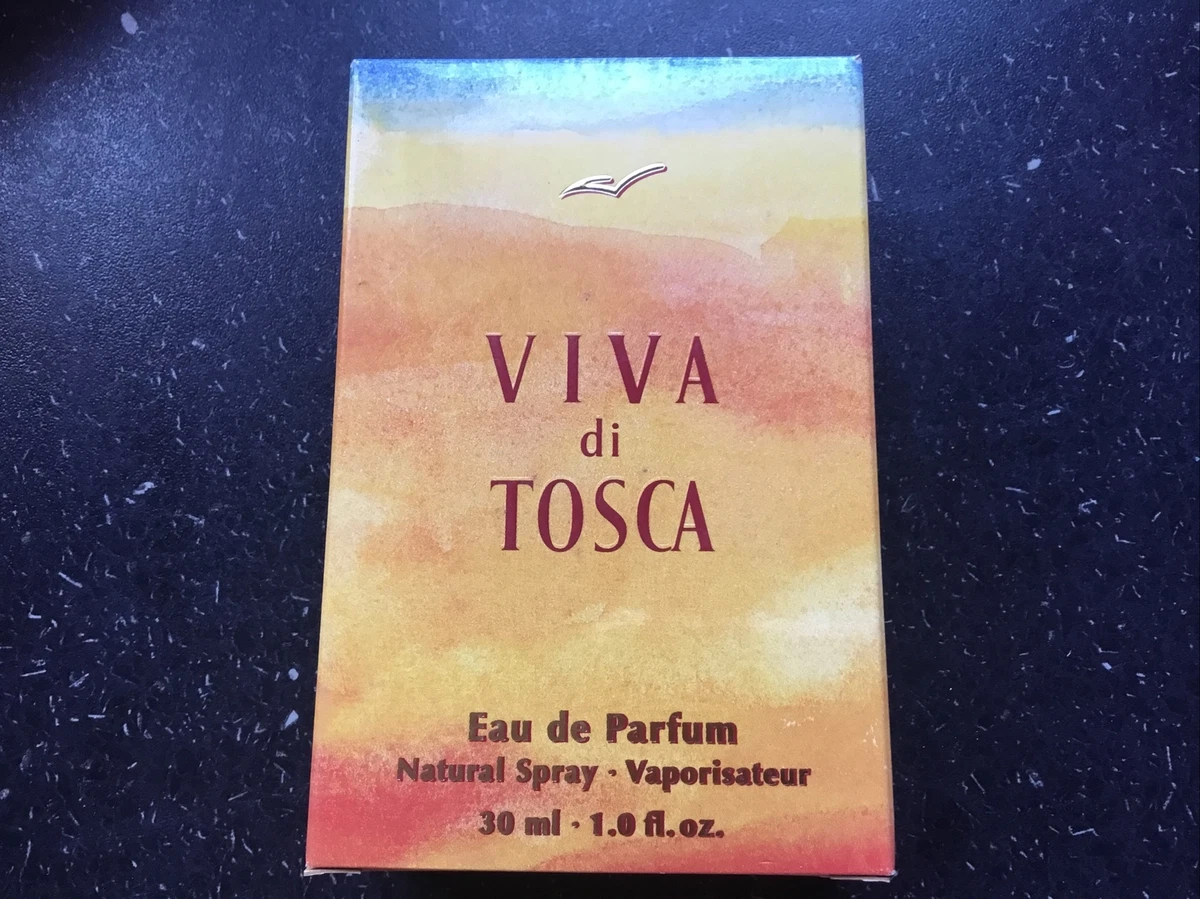 VIVA
di
TOSCA
Eau de Parfum
Natural Spray · Vaporisateur
30 ml · 1.0 fl.oz.